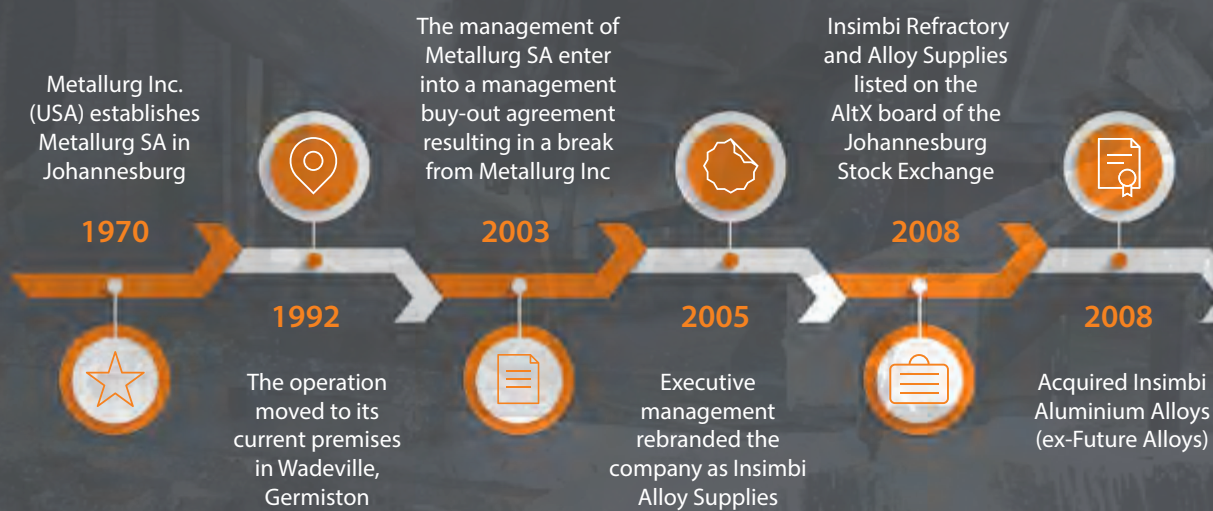 Metallurg Inc.
(USA) establishes
Metallurg SA in
Johannesburg
1970
1992
The operation
moved to its
current premises
in Wadeville,
Germiston
The management of
Metallurg SA enter
into a management
buy-out agreement
resulting in a break
from Metallurg Inc
2003
2005
Executive
management
rebranded the
company as Insimbi
Alloy Supplies
Insimbi Refractory
and Alloy Supplies
listed on the
AltX board of the
Johannesburg
Stock Exchange
2008
2008
Acquired Insimbi
Aluminium Alloys
(ex-Future Alloys)